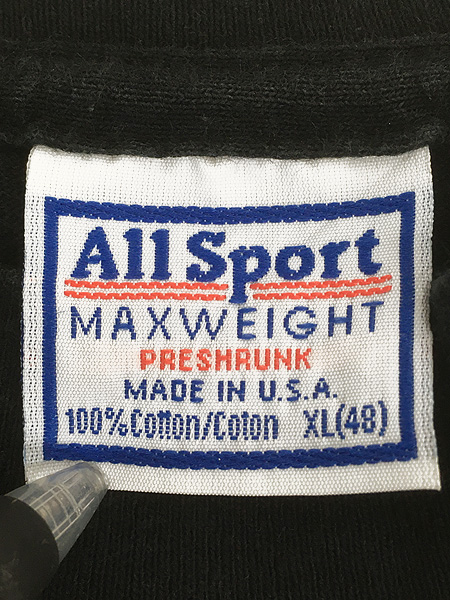 All Sport
MAXWEIGHT
PRESHRUNK
MADE IN U.S.A.
100% Cotton/Coton XL(48)